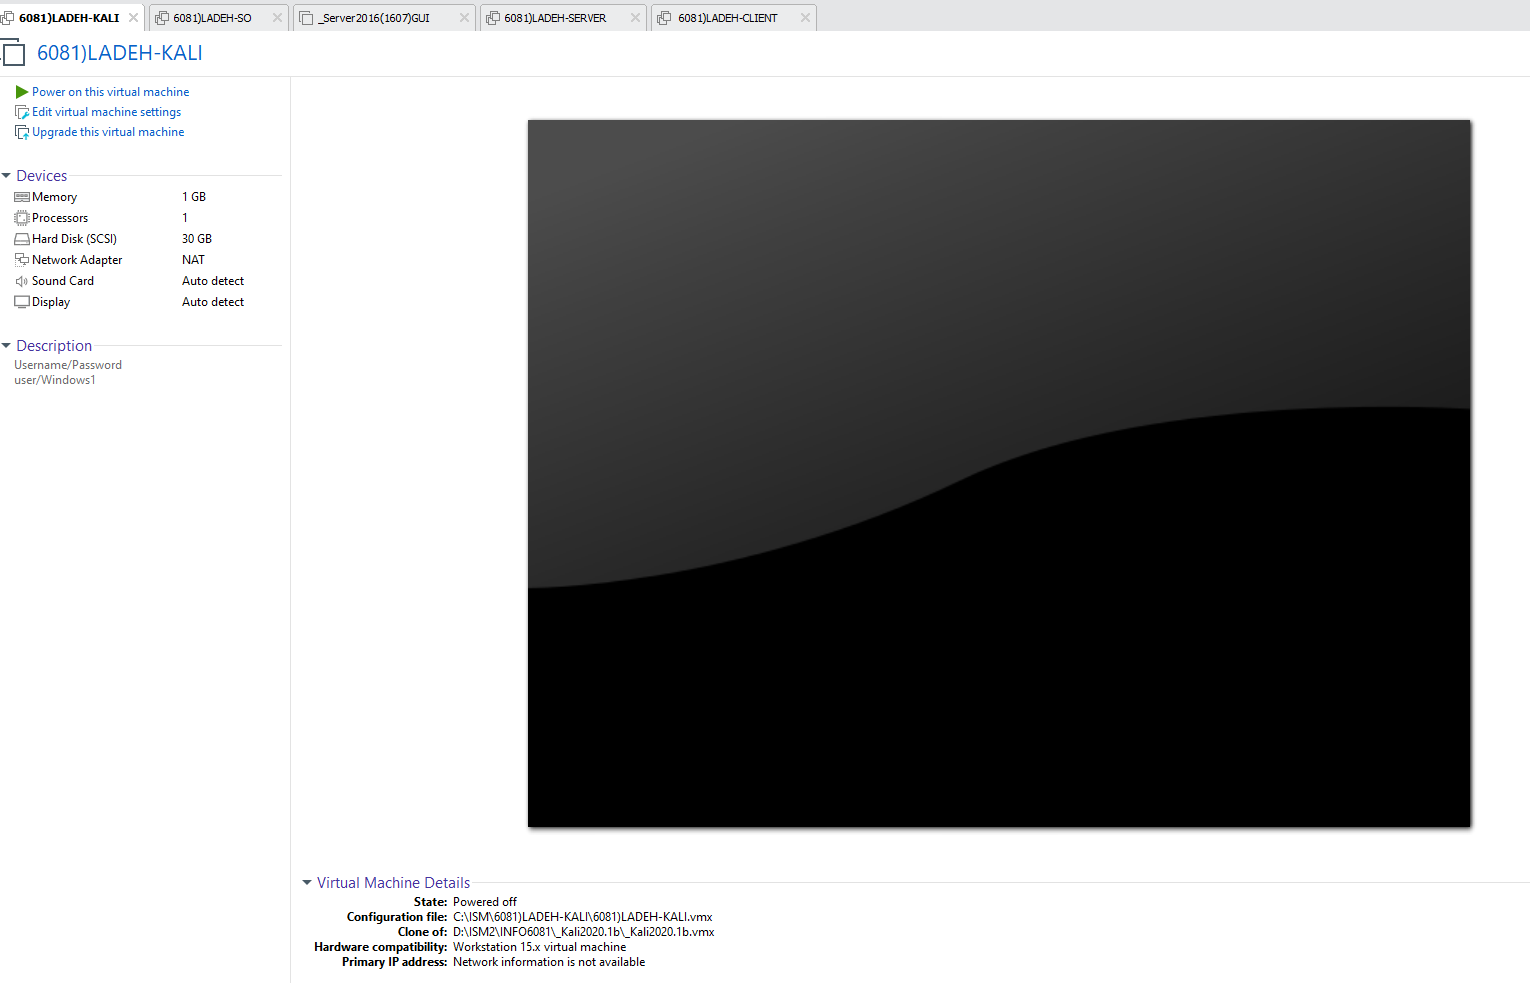 6081)LADEH-KALI
6081)LADEH-SO
_Server2016(1607)GUI
6081)LADEH-SERVER
6081)LADEH-CLIENT
6081)LADEH-KALI
Power on this virtual machine
Edit virtual machine settings
Upgrade this virtual machine
Devices
Memory 1 GB
Processors 1
Hard Disk (SCSI) 30 GB
Network Adapter NAT
Sound Card Auto detect
Display Auto detect
Description
Username/Password
user/Windows1
Virtual Machine Details
State: Powered off
Configuration file: C:\ISM\6081)LADEH-KALI\6081)LADEH-KALI.vmx
Clone of: D:\ISM2\INFO6081\_Kali2020.1b\_Kali2020.1b.vmx
Hardware compatibility: Workstation 15.x virtual machine
Primary IP address: Network information is not available